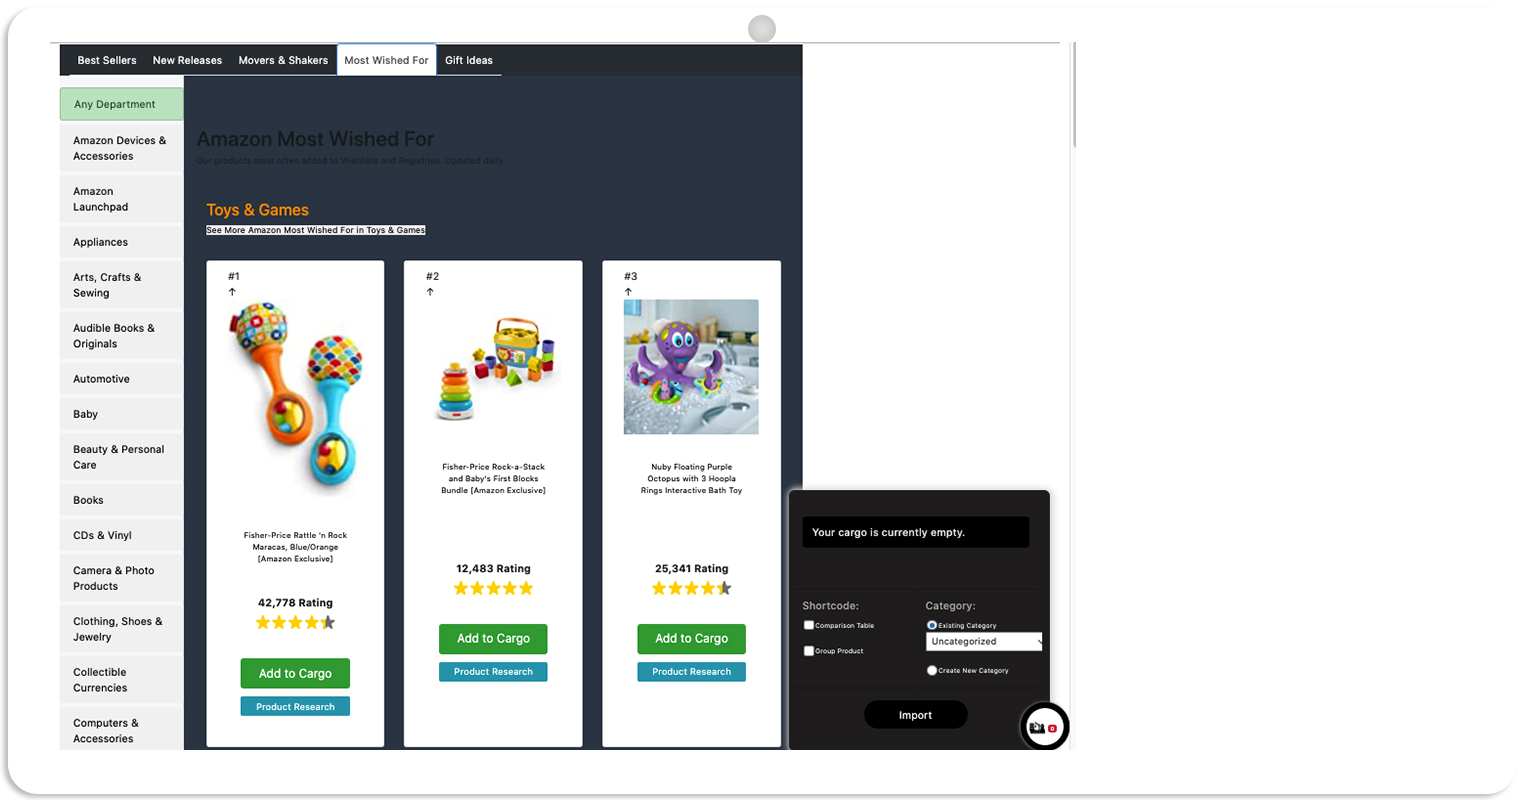 Best Sellers New Releases Movers & Shakers Most Wished For Gift Ideas
Any Department
Amazon Devices &
Accessories
Amazon
Launchpad
Appliances
Arts, Crafts &
Sewing
Audible Books &
Originals
Automotive
Baby
Beauty & Personal
Care
Books
CDs & Vinyl
Camera & Photo
Products
Clothing, Shoes &
Jewelry
Collectible
Currencies
Computers &
Accessories
Amazon Most Wished For
Our products most often added to Wishlists and Registries. Updated daily
Toys & Games
See More Amazon Most Wished For in Toys & Games
#1
Fisher-Price Rattle 'n Rock
Maracas, Blue/Orange
[Amazon Exclusive]
42,778 Rating
Add to Cargo
Product Research
#2
Fisher-Price Rock-a-Stack
and Baby's First Blocks
Bundle [Amazon Exclusive]
12,483 Rating
Add to Cargo
Product Research
#3
Nuby Floating Purple
Octopus with 3 Hoopla
Rings Interactive Bath Toy
25,341 Rating
Add to Cargo
Product Research
Your cargo is currently empty.
Shortcode:
Comparison Table
Group Product
Category:
Existing Category
Uncategorized
Create New Category
Import
0